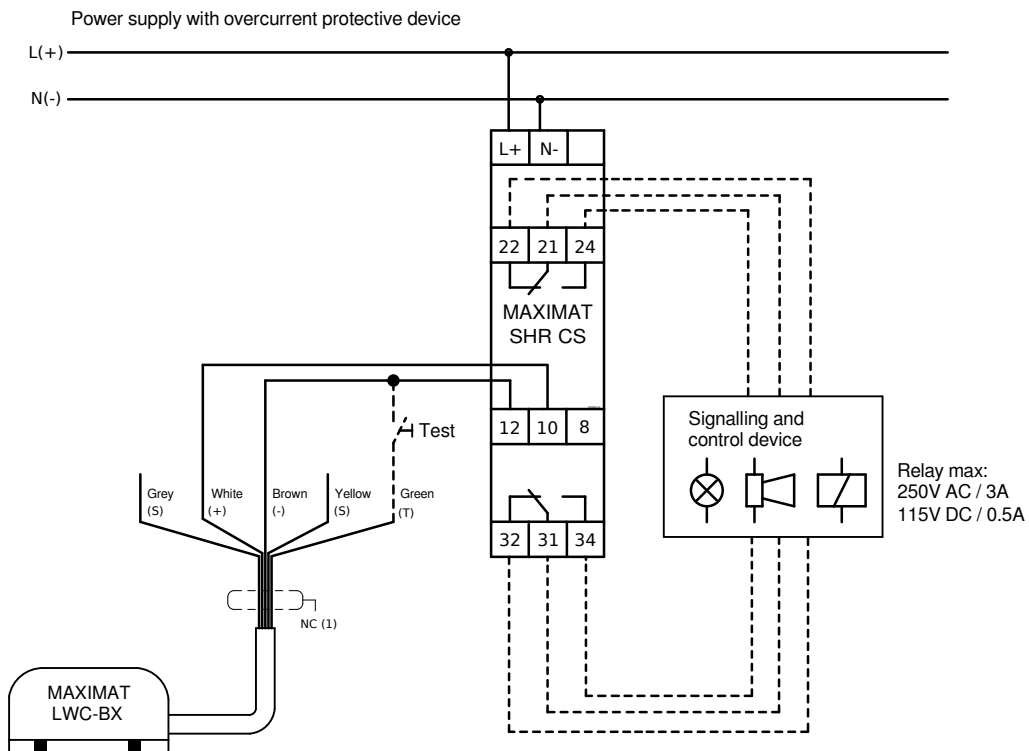 Power supply with overcurrent protective device
L(+)
N(-)
L+ N-
22 21 24
MAXIMAT
SHR CS
12 10 8
Test
Signalling and
control device
Relay max:
250V AC / 3A
115V DC / 0.5A
Grey
(S)
White
(+)
Brown
(-)
Yellow
(S)
Green
(T)
32 31 34
NC (1)
MAXIMAT
LWC-BX